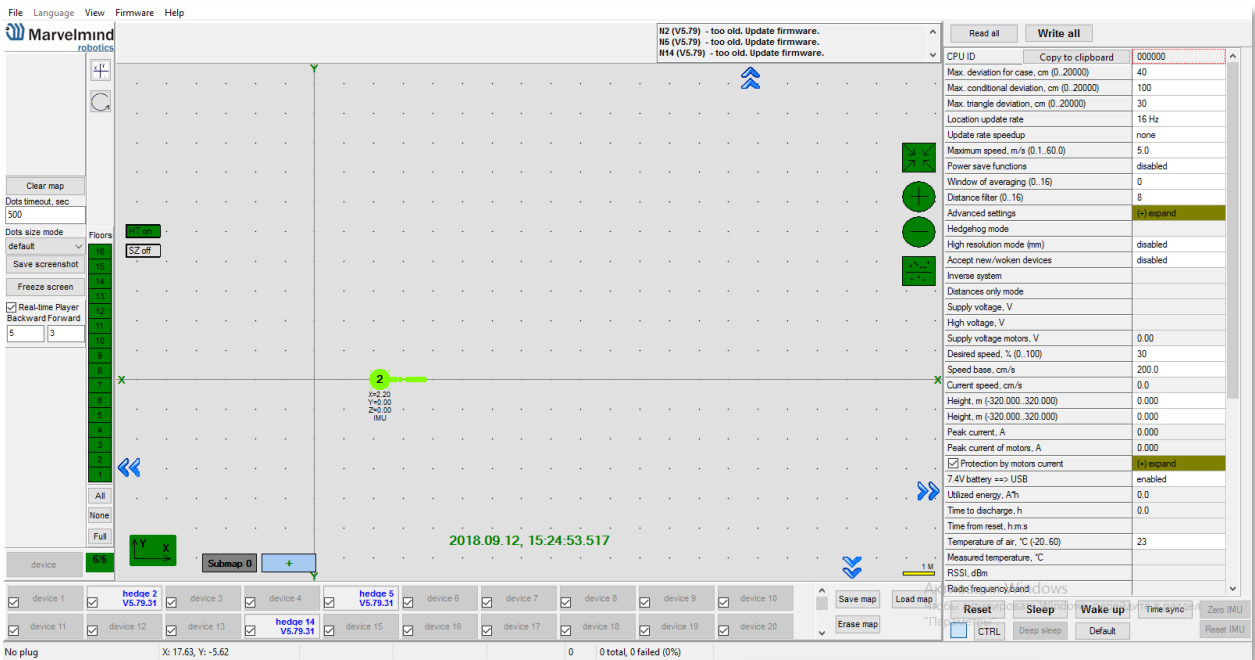 File Language View Firmware Help
Marvelmind
robotics
N2 (V5.79) - too old. Update firmware.
N5 (V5.79) - too old. Update firmware.
N14 (V5.79) - too old. Update firmware.
Read all Write all
CPU ID Copy to clipboard 000000
Max. deviation for case, cm (0..20000) 40
Max. conditional deviation, cm (0..20000) 100
Max. triangle deviation, cm (0..20000) 30
Location update rate 16 Hz
Update rate speedup none
Maximum speed, m/s (0.1..60.0) 5.0
Power save functions disabled
Window of averaging (0..16) 0
Distance filter (0..16) 8
Advanced settings (+) expand
Hedgehog mode
High resolution mode (mm) disabled
Accept new/woken devices disabled
Inverse system
Distances only mode
Supply voltage, V
High voltage, V
Supply voltage motors, V 0.00
Desired speed, % (0..100) 30
Speed base, cm/s 200.0
Current speed, cm/s 0.0
Height, m (-320.000..320.000) 0.000
Height, m (-320.000..320.000) 0.000
Peak current, A 0.000
Peak current of motors, A 0.000
Protection by motors current (+) expand
7.4V battery ==> USB enabled
Utilized energy, A*h 0.0
Time to discharge, h 0.0
Time from reset, h:m:s
Temperature of air, °C (-20..60) 23
Measured temperature, °C
RSSI, dBm
Radio frequency band
Reset Sleep Wake up Time sync Zero IMU
CTRL Deep sleep Default Reset IMU
x Y
Clear map
Dots timeout, sec
500
Dots size mode
default
Save screenshot
Freeze screen
Real-time Player
Backward Forward
5 3
device
Floors
16
15
14
13
12
11
10
9
8
7
6
5
4
3
2
1
All
None
Full
6/6
Y
HT on
SZ off
X
2
X=2.20
Y=0.00
Z=0.00
IMU
X
2018.09.12, 15:24:53.517
Y X
Submap 0 +
Y
1 M
device 1
hedge 2
V5.79.31
device 3
device 4
hedge 5
V5.79.31
device 6
device 7
device 8
device 9
device 10
Save map Load map
device 11
device 12
device 13
hedge 14
V5.79.31
device 15
device 16
device 17
device 18
device 19
device 20
Erase map
No plug X: 17.63, Y: -5.62 0 0 total, 0 failed (0%)